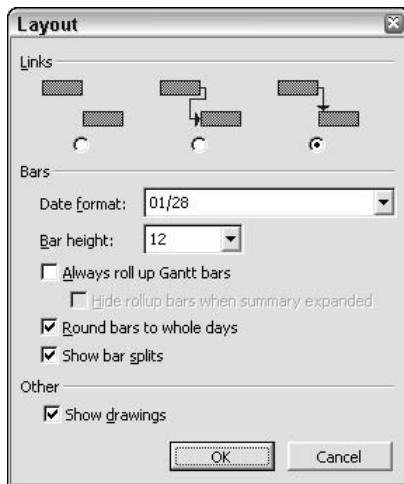 Layout
Links
Bars
Date format: 01/28
Bar height: 12
Always roll up Gantt bars
Hide rollup bars when summary expanded
Round bars to whole days
Show bar splits
Other
Show drawings
OK Cancel